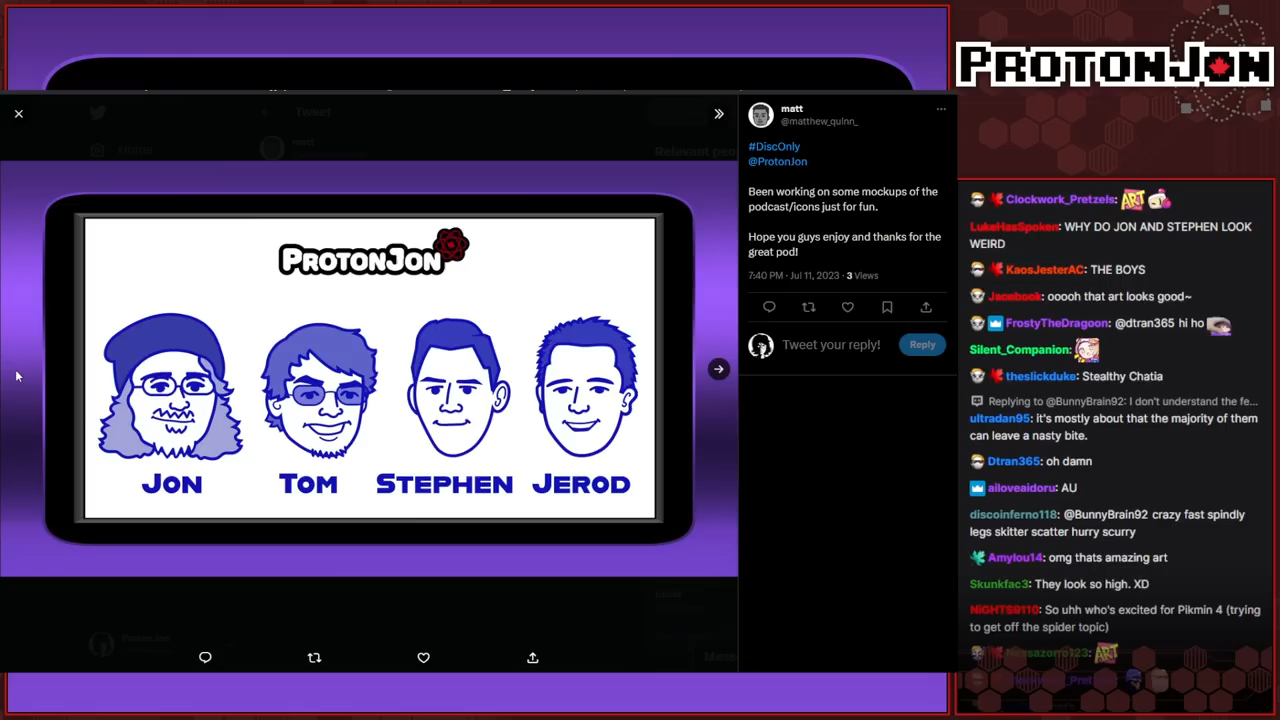 PROTONJON
Tweet
matt
@matthew_quinn_
#DiscOnly
@ProtonJon
Been working on some mockups of the
podcast/icons just for fun.
Hope you guys enjoy and thanks for the
great pod!
7:40 PM · Jul 11, 2023 · 3 Views
Tweet your reply!
Reply
PROTONJON
JON
TOM
STEPHEN
JEROD
Clockwork_Pretzels: ART
LukeHasSpoken: WHY DO JON AND STEPHEN LOOK
WEIRD
KaosJesterAC: THE BOYS
Jacebook: ooooh that art looks good~
FrostyTheDragoon: @dtran365 hi ho
Silent_Companion:
theslickduke: Stealthy Chatia
Replying to @BunnyBrain92: I don't understand the fe...
ultradan95: it's mostly about that the majority of them
can leave a nasty bite.
Dtran365: oh damn
ailoveaidoru: AU
discoinferno118: @BunnyBrain92 crazy fast spindly
legs skitter scatter hurry scurry
Amylou14: omg thats amazing art
Skunkfac3: They look so high. XD
NiGHTS9110: So uhh who's excited for Pikmin 4 (trying
to get off the spider topic)
ART